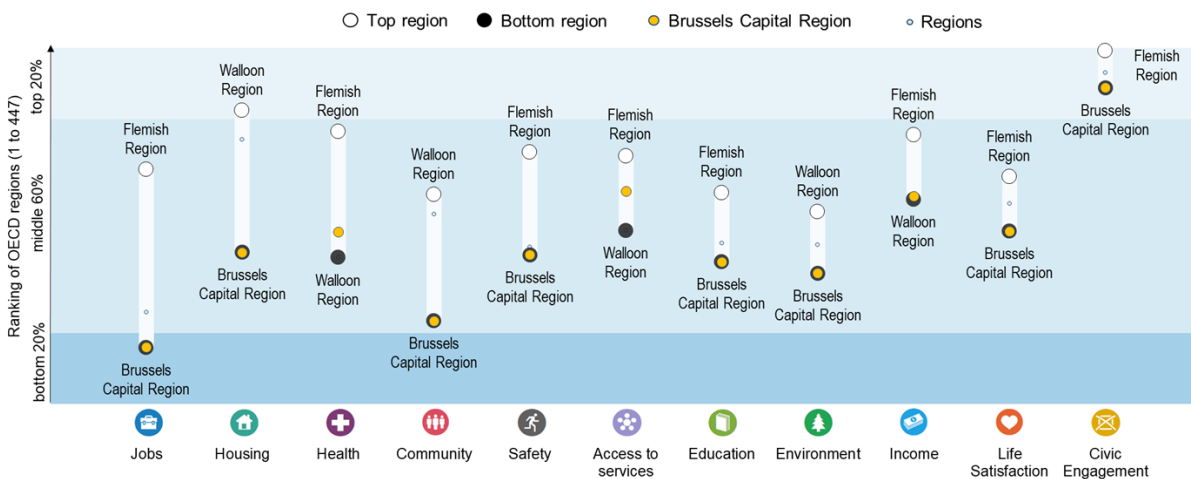 Top region
Bottom region
Brussels Capital Region
Regions
Ranking of OECD regions (1 to 447)
top 20%
middle 60%
bottom 20%
Flemish
Region
Brussels
Capital Region
Walloon
Region
Brussels
Capital Region
Flemish
Region
Walloon
Region
Walloon
Region
Brussels
Capital Region
Flemish
Region
Brussels
Capital Region
Flemish
Region
Walloon
Region
Flemish
Region
Brussels
Capital Region
Walloon
Region
Brussels
Capital Region
Flemish
Region
Walloon
Region
Flemish
Region
Brussels
Capital Region
Flemish
Region
Brussels
Capital Region
Jobs
Housing
Health
Community
Safety
Access to
services
Education
Environment
Income
Life
Satisfaction
Civic
Engagement